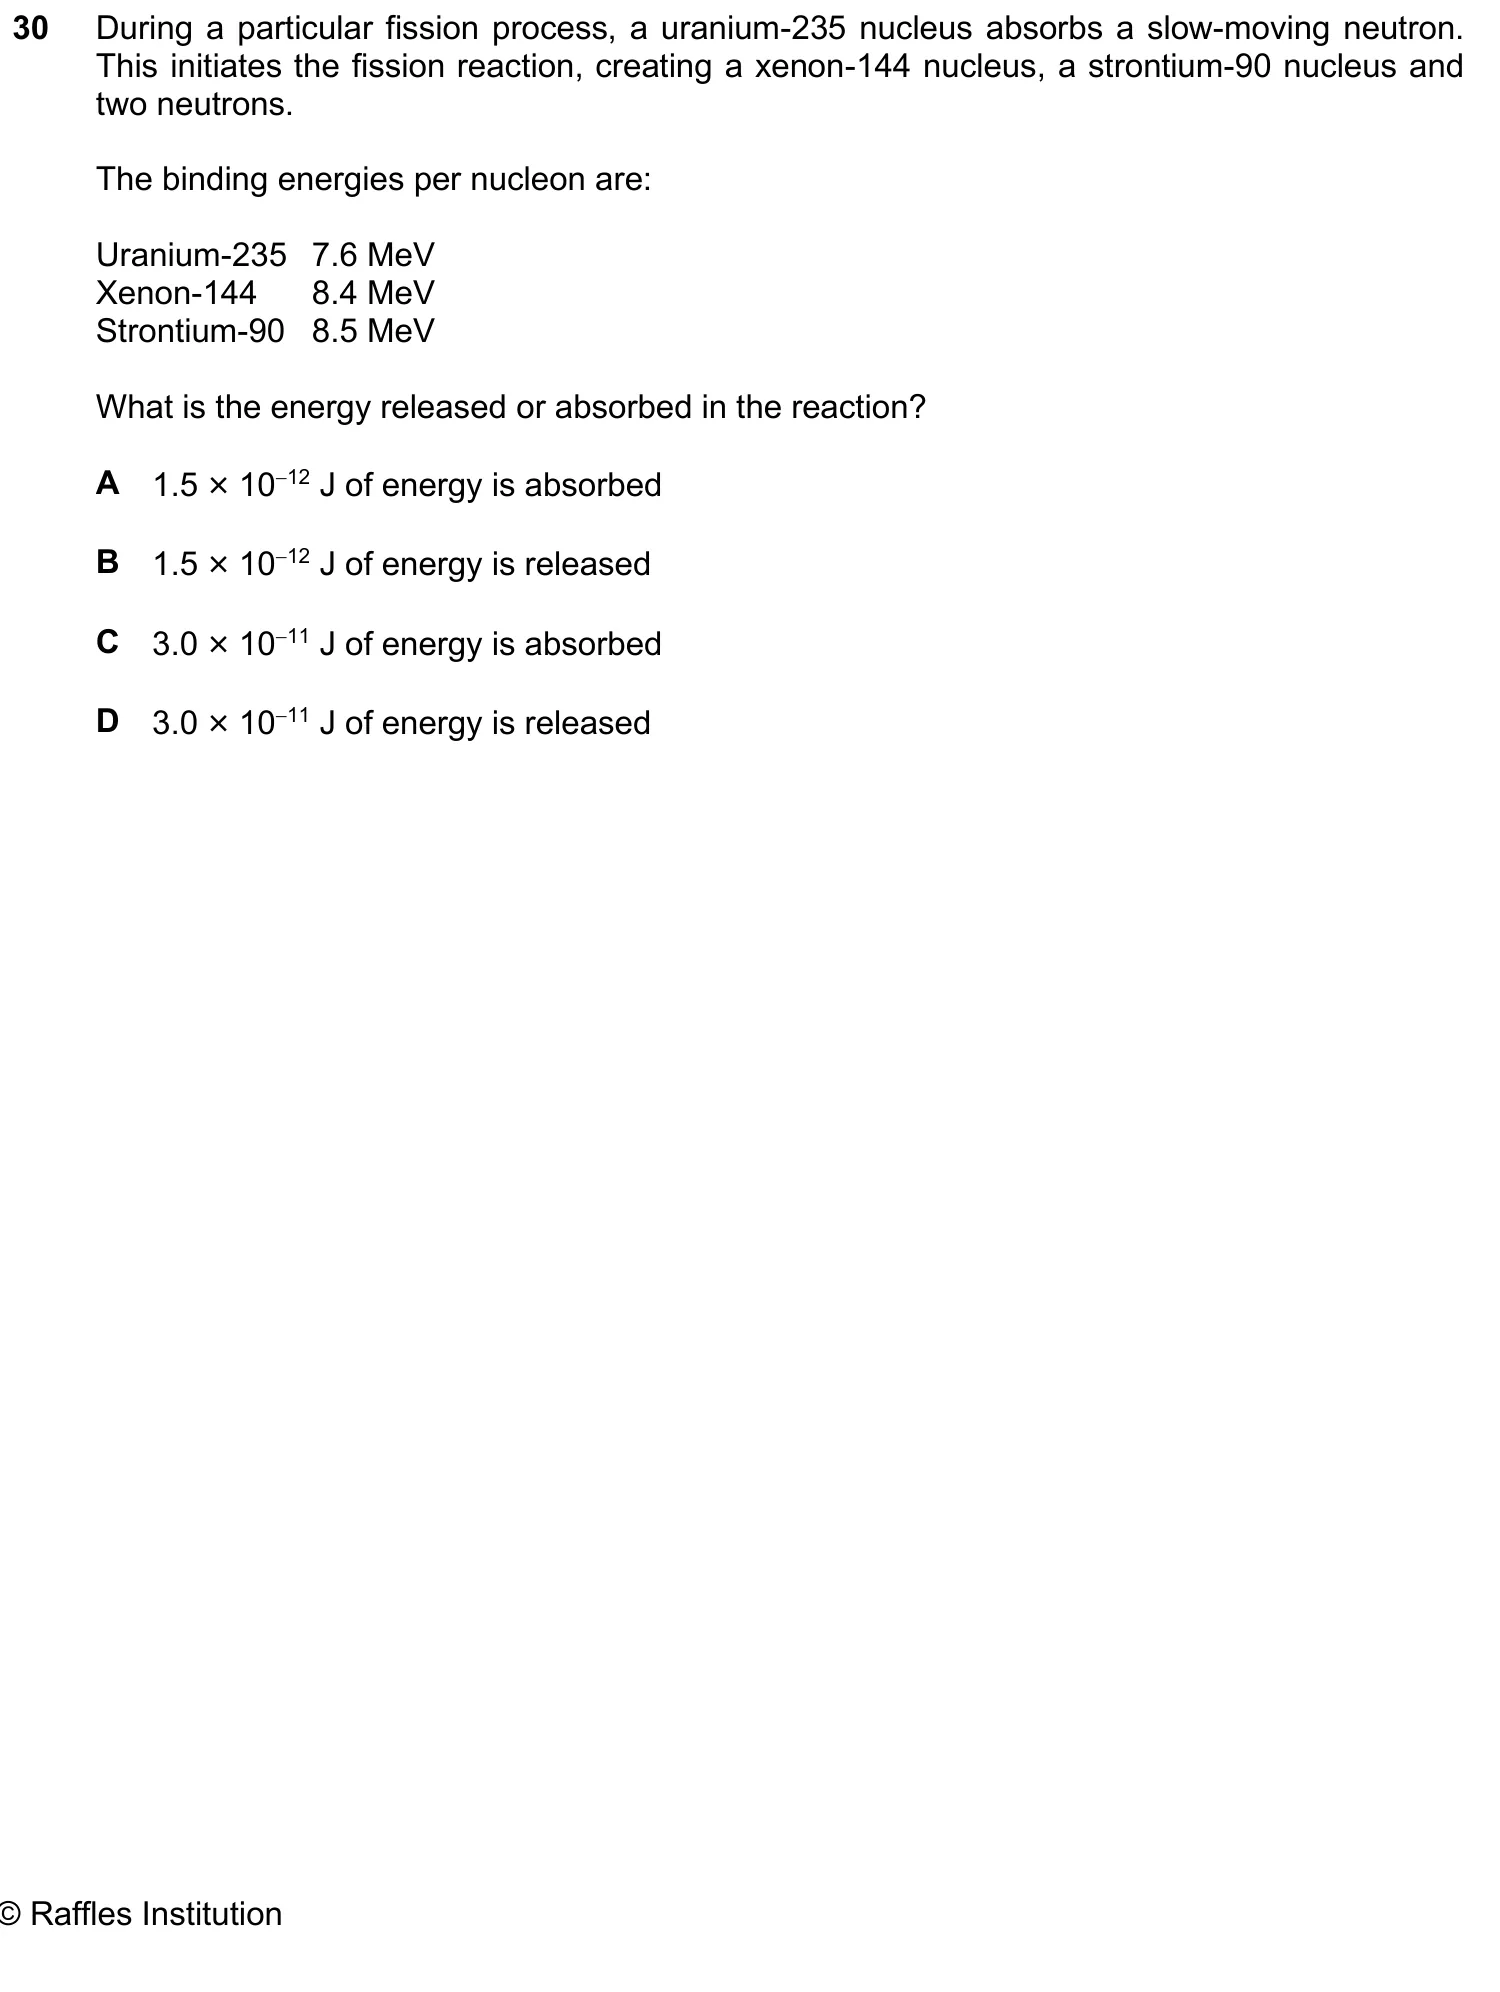 30 During a particular fission process, a uranium-235 nucleus absorbs a slow-moving neutron.
This initiates the fission reaction, creating a xenon-144 nucleus, a strontium-90 nucleus and
two neutrons.
The binding energies per nucleon are:
Uranium-235 7.6 MeV
Xenon-144 8.4 MeV
Strontium-90 8.5 MeV
What is the energy released or absorbed in the reaction?
A 1.5 × 10⁻¹² J of energy is absorbed
B 1.5 × 10⁻¹² J of energy is released
C 3.0 × 10⁻¹¹ J of energy is absorbed
D 3.0 × 10⁻¹¹ J of energy is released
© Raffles Institution